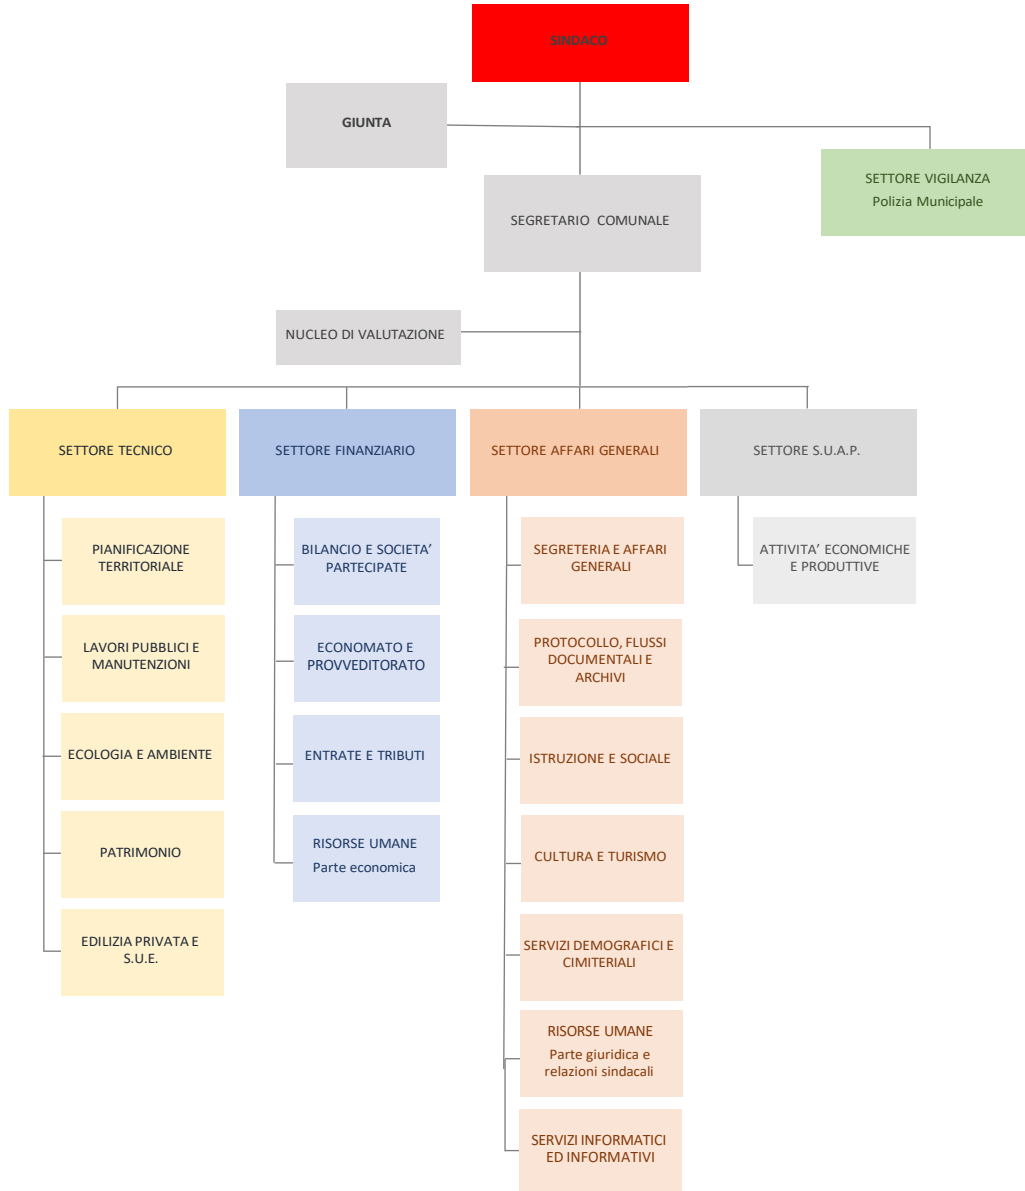 SINDACO
GIUNTA
SETTORE VIGILANZA
Polizia Municipale
SEGRETARIO COMUNALE
NUCLEO DI VALUTAZIONE
SETTORE TECNICO
SETTORE FINANZIARIO
SETTORE AFFARI GENERALI
SETTORE S.U.A.P.
PIANIFICAZIONE
TERRITORIALE
LAVORI PUBBLICI E
MANUTENZIONI
ECOLOGIA E AMBIENTE
PATRIMONIO
EDILIZIA PRIVATA E
S.U.E.
BILANCIO E SOCIETA’
PARTECIPATE
ECONOMATO E
PROVVEDITORATO
ENTRATE E TRIBUTI
RISORSE UMANE
Parte economica
SEGRETERIA E AFFARI
GENERALI
PROTOCOLLO, FLUSSI
DOCUMENTALI E
ARCHIVI
ISTRUZIONE E SOCIALE
CULTURA E TURISMO
SERVIZI DEMOGRAFICI E
CIMITERIALI
RISORSE UMANE
Parte giuridica e
relazioni sindacali
SERVIZI INFORMATICI
ED INFORMATIVI
ATTIVITA’ ECONOMICHE
E PRODUTTIVE